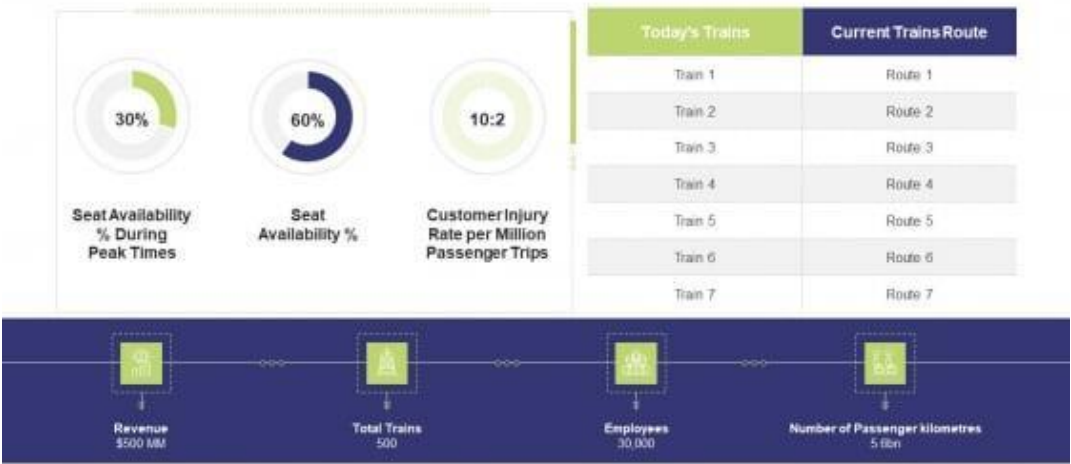 30%
60%
10:2
Seat Availability
% During
Peak Times
Seat
Availability %
Customer Injury
Rate per Million
Passenger Trips
Today's Trains Current Trains Route
Train 1 Route 1
Train 2 Route 2
Train 3 Route 3
Train 4 Route 4
Train 5 Route 5
Train 6 Route 6
Train 7 Route 7
Revenue
$500 MM
Total Trains
500
Employees
30,000
Number of Passenger kilometres
5.6bn